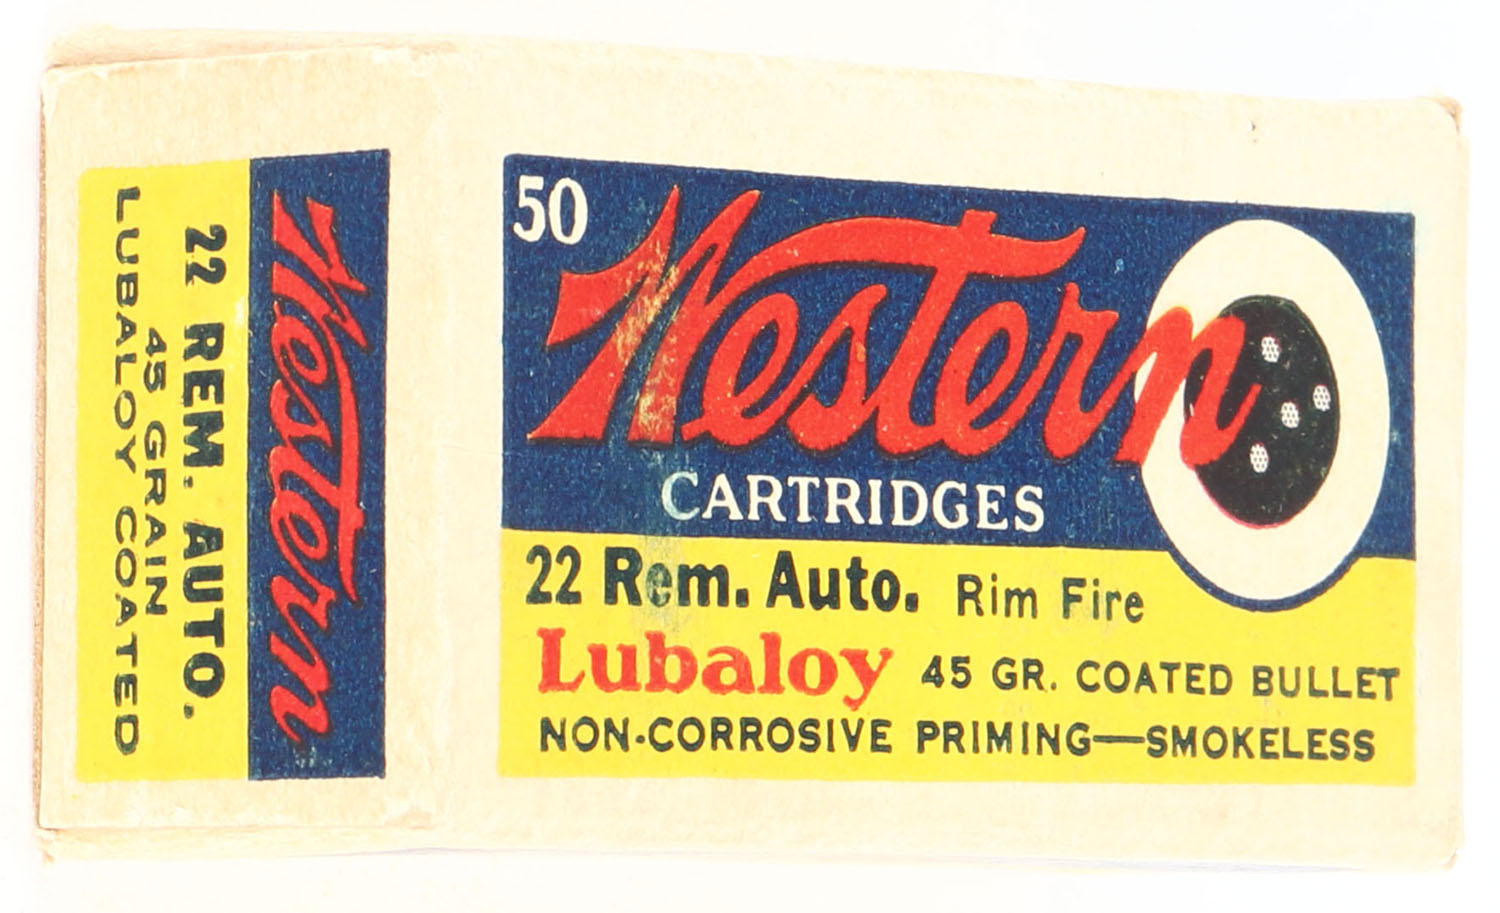 Western
22 REM. AUTO.
45 GRAIN
LUBALOY COATED
50
Western
CARTRIDGES
22 Rem. Auto. Rim Fire
Lubaloy 45 GR. COATED BULLET
NON-CORROSIVE PRIMING—SMOKELESS